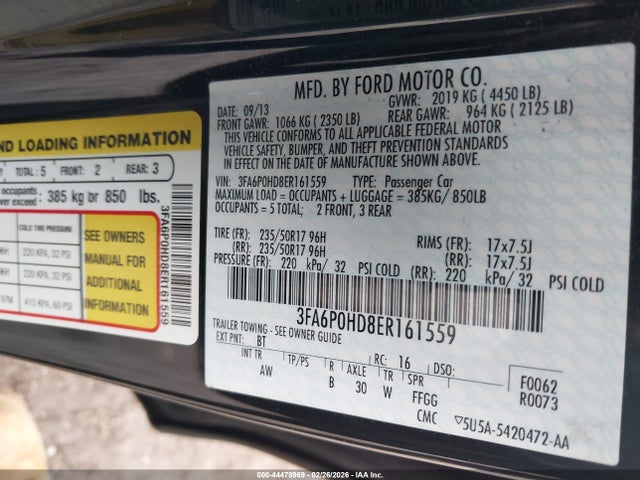 ND LOADING INFORMATION
Y TOTAL: 5 FRONT: 2 REAR: 3
occupants exceed: 385 kg or 850 lbs.
COLD TIRE PRESSURE
96H 220 KPA, 32 PSI
96H 220 KPA, 32 PSI
97M 415 KPA, 60 PSI
SEE OWNERS
MANUAL FOR
ADDITIONAL
INFORMATION
3FA6P0HD8ER161559
MFD. BY FORD MOTOR CO.
DATE: 09/13 GVWR: 2019 KG ( 4450 LB)
FRONT GAWR: 1066 KG ( 2350 LB) REAR GAWR: 964 KG ( 2125 LB)
THIS VEHICLE CONFORMS TO ALL APPLICABLE FEDERAL MOTOR
VEHICLE SAFETY, BUMPER, AND THEFT PREVENTION STANDARDS
IN EFFECT ON THE DATE OF MANUFACTURE SHOWN ABOVE.
VIN: 3FA6P0HD8ER161559 TYPE: Passenger Car
MAXIMUM LOAD = OCCUPANTS + LUGGAGE = 385KG/ 850LB
OCCUPANTS = 5 TOTAL; 2 FRONT, 3 REAR
TIRE (FR): 235/50R17 96H RIMS (FR): 17x7.5J
(RR): 235/50R17 96H (RR): 17x7.5J
PRESSURE (FR): 220 kPa/ 32 PSI COLD (RR): 220 kPa/ 32 PSI COLD
3FA6P0HD8ER161559
TRAILER TOWING - SEE OWNER GUIDE
EXT PNT: BT RC: 16
INT TR TP/PS R AXLE TR SPR
AW B 30 W FFGG
CMC
F0062
R0073
5U5A-5420472-AA
000-44478969 - 02/26/2026 - IAA Inc.